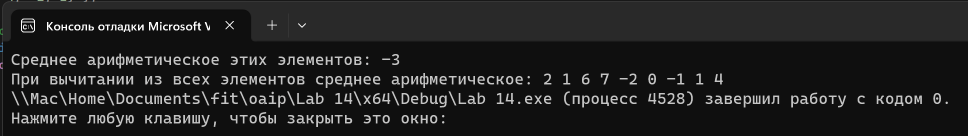 Консоль отладки Microsoft V
Среднее арифметическое этих элементов: -3
При вычитании из всех элементов среднее арифметическое: 2 1 6 7 -2 0 -1 1 4
\\Mac\Home\Documents\fit\oaip\Lab 14\x64\Debug\Lab 14.exe (процесс 4528) завершил работу с кодом 0.
Нажмите любую клавишу, чтобы закрыть это окно: